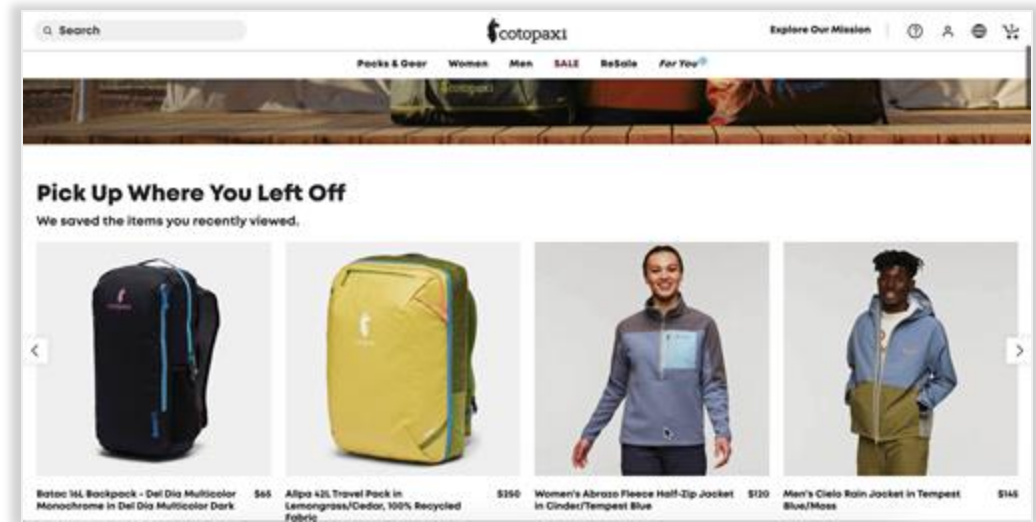 Search
cotopaxi
Explore Our Mission
Packs & Gear Women Men SALE ReSale For You
cotopaxi
Pick Up Where You Left Off
We saved the items you recently viewed.
cotopaxi
Batac 16L Backpack - Del Dia Multicolor $65
Monochrome in Del Dia Multicolor Dark
Allpa 42L Travel Pack in $250
Lemongrass/Cedar, 100% Recycled
Fabric
Women's Abrazo Fleece Half-Zip Jacket $120
in Cinder/Tempest Blue
Men's Cielo Rain Jacket in Tempest $145
Blue/Moss